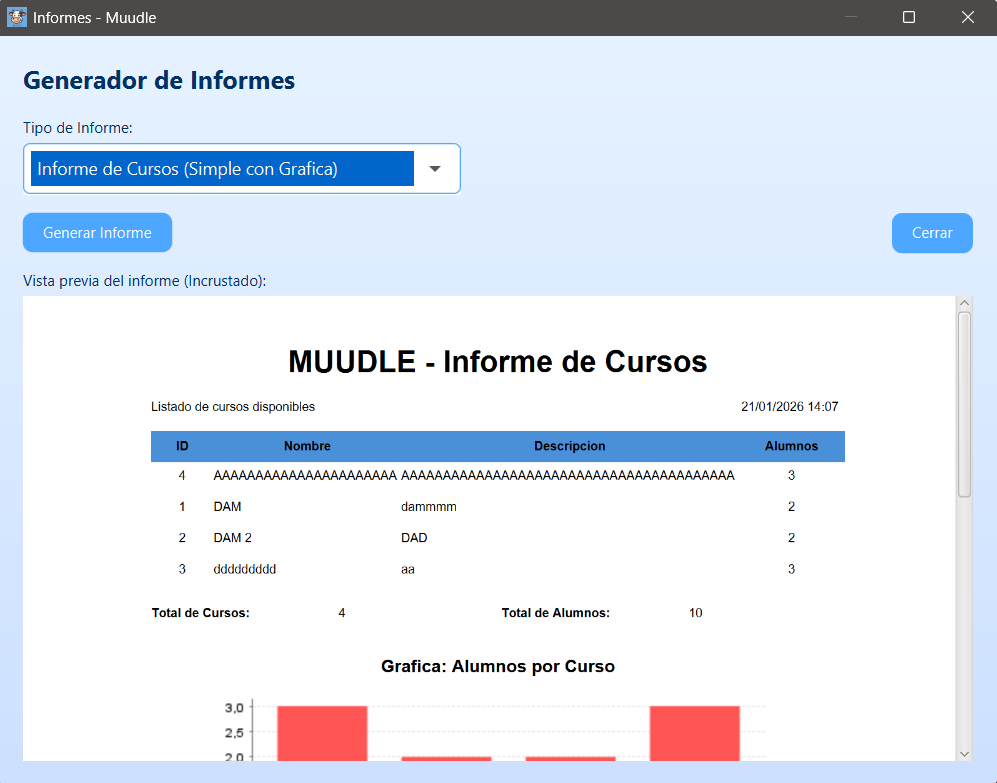 Informes - Muudle
Generador de Informes
Tipo de Informe:
Informe de Cursos (Simple con Grafica)
Generar Informe
Cerrar
Vista previa del informe (Incrustado):
MUUDLE - Informe de Cursos
Listado de cursos disponibles 21/01/2026 14:07
ID Nombre Descripcion Alumnos
4 AAAAAAAAAAAAAAAAAAAAAA AAAAAAAAAAAAAAAAAAAAAAAAAAAAAAAAAAAAAAAA 3
1 DAM dammmm 2
2 DAM 2 DAD 2
3 ddddddddd aa 3
Total de Cursos: 4 Total de Alumnos: 10
Grafica: Alumnos por Curso
3,0
2,5
2,0